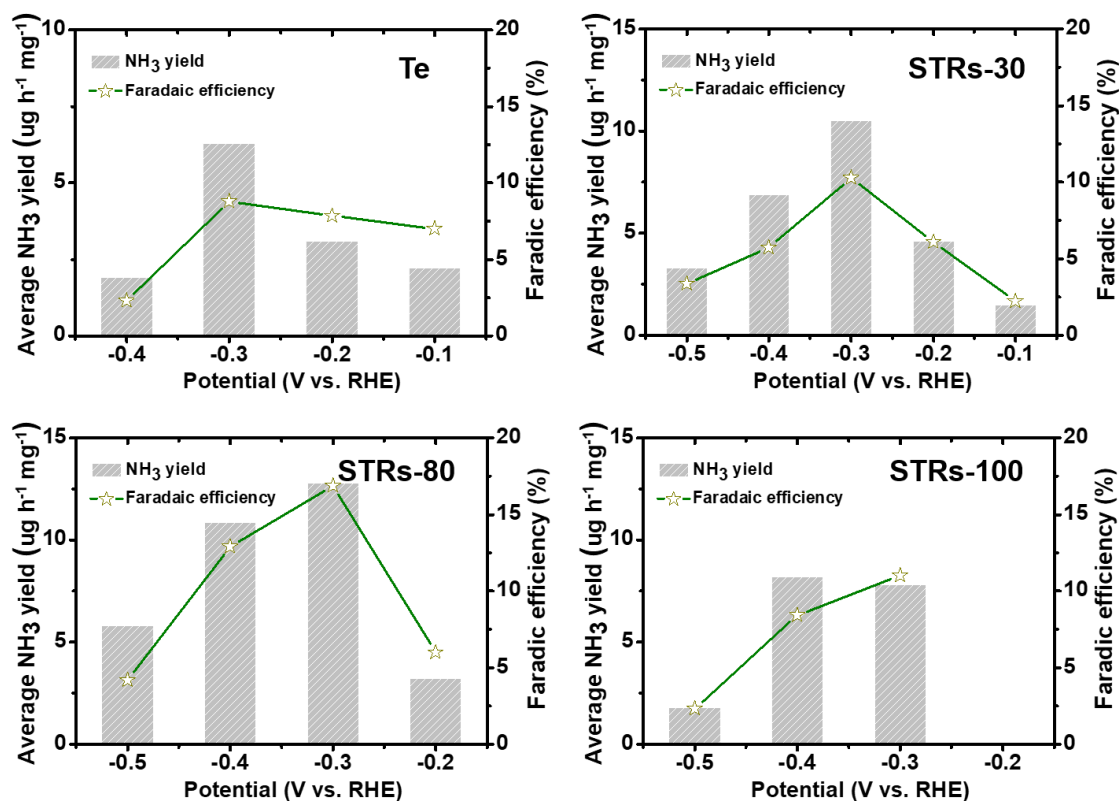 Te
NH3 yield
Faradaic efficiency
Average NH3 yield (ug h-1 mg-1)
10
5
0
20
15
10
5
0
Faradic efficiency (%)
-0.4 -0.3 -0.2 -0.1
Potential (V vs. RHE)
STRs-30
NH3 yield
Faradaic efficiency
Average NH3 yield (ug h-1 mg-1)
15
10
5
0
20
15
10
5
0
Faradic efficiency (%)
-0.5 -0.4 -0.3 -0.2 -0.1
Potential (V vs. RHE)
STRs-80
NH3 yield
Faradaic efficiency
Average NH3 yield (ug h-1 mg-1)
15
10
5
0
20
15
10
5
0
Faradic efficiency (%)
-0.5 -0.4 -0.3 -0.2
Potential (V vs. RHE)
STRs-100
NH3 yield
Faradaic efficiency
Average NH3 yield (ug h-1 mg-1)
15
10
5
0
20
15
10
5
0
Faradic efficiency (%)
-0.5 -0.4 -0.3 -0.2
Potential (V vs. RHE)